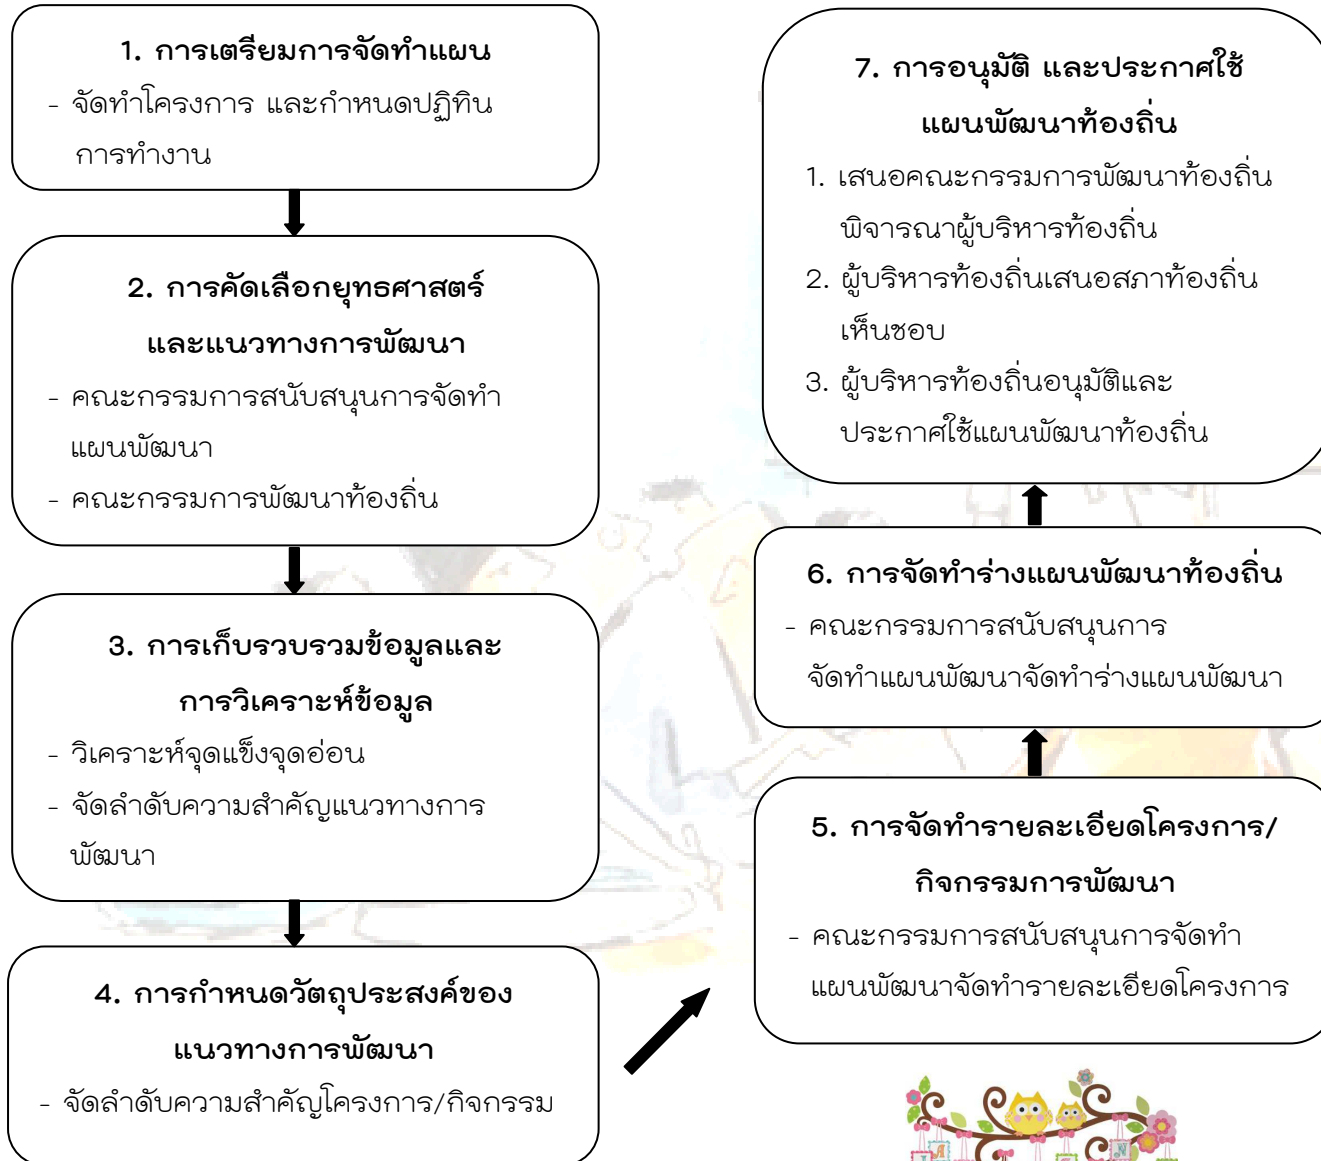 1. การเตรียมการจัดทำแผน
- จัดทำโครงการ และกำหนดปฏิทิน
การทำงาน
2. การคัดเลือกยุทธศาสตร์
และแนวทางการพัฒนา
- คณะกรรมการสนับสนุนการจัดทำ
แผนพัฒนา
- คณะกรรมการพัฒนาท้องถิ่น
3. การเก็บรวบรวมข้อมูลและ
การวิเคราะห์ข้อมูล
- วิเคราะห์จุดแข็งจุดอ่อน
- จัดลำดับความสำคัญแนวทางการ
พัฒนา
4. การกำหนดวัตถุประสงค์ของ
แนวทางการพัฒนา
- จัดลำดับความสำคัญโครงการ/กิจกรรม
5. การจัดทำรายละเอียดโครงการ/
กิจกรรมการพัฒนา
- คณะกรรมการสนับสนุนการจัดทำ
แผนพัฒนาจัดทำรายละเอียดโครงการ
6. การจัดทำร่างแผนพัฒนาท้องถิ่น
- คณะกรรมการสนับสนุนการ
จัดทำแผนพัฒนาจัดทำร่างแผนพัฒนา
7. การอนุมัติ และประกาศใช้
แผนพัฒนาท้องถิ่น
1. เสนอคณะกรรมการพัฒนาท้องถิ่น
พิจารณาผู้บริหารท้องถิ่น
2. ผู้บริหารท้องถิ่นเสนอสภาท้องถิ่น
เห็นชอบ
3. ผู้บริหารท้องถิ่นอนุมัติและ
ประกาศใช้แผนพัฒนาท้องถิ่น